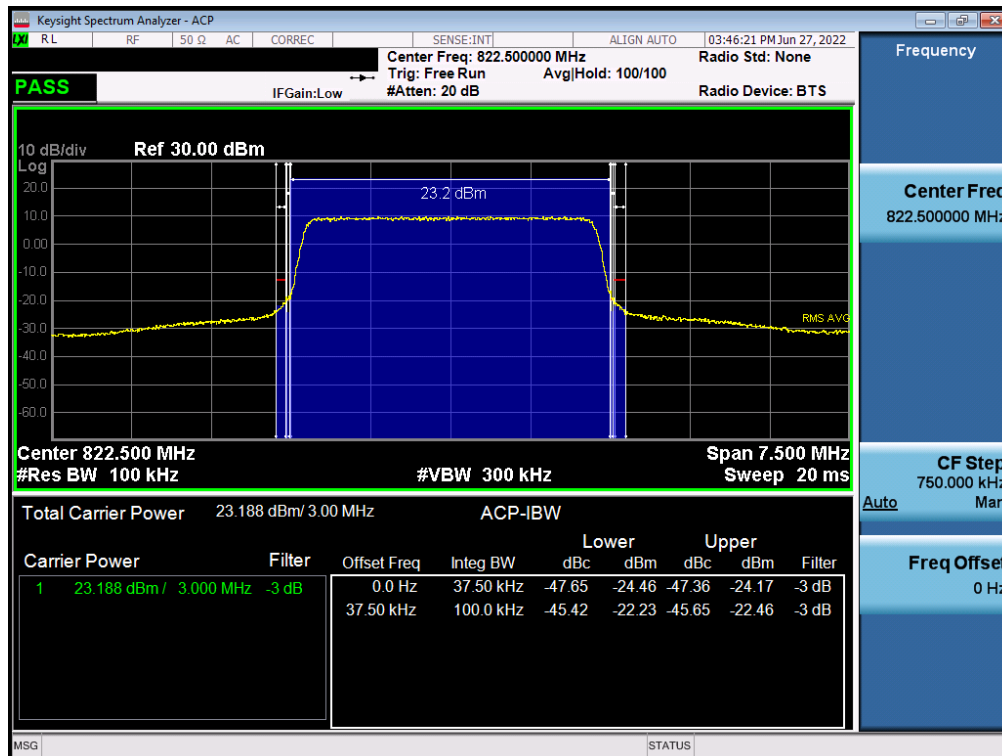 Keysight Spectrum Analyzer - ACP
LXI RL RF 50 Ω AC CORREC SENSE:INT ALIGN AUTO 03:46:21 PM Jun 27, 2022
Center Freq: 822.500000 MHz Radio Std: None
Trig: Free Run Avg|Hold: 100/100
PASS IFGain:Low #Atten: 20 dB Radio Device: BTS
10 dB/div Ref 30.00 dBm
Log
20.0
10.0
0.00
-10.0
-20.0
-30.0
-40.0
-50.0
-60.0
23.2 dBm
RMS AVG
Center 822.500 MHz Span 7.500 MHz
#Res BW 100 kHz #VBW 300 kHz Sweep 20 ms
Total Carrier Power 23.188 dBm/ 3.00 MHz ACP-IBW
Lower Upper
Carrier Power Filter Offset Freq Integ BW dBc dBm dBc dBm Filter
1 23.188 dBm / 3.000 MHz -3 dB 0.0 Hz 37.50 kHz -47.65 -24.46 -47.36 -24.17 -3 dB
37.50 kHz 100.0 kHz -45.42 -22.23 -45.65 -22.46 -3 dB
MSG STATUS
Frequency
Center Freq
822.500000 MHz
CF Step
750.000 kHz
Auto Man
Freq Offset
0 Hz